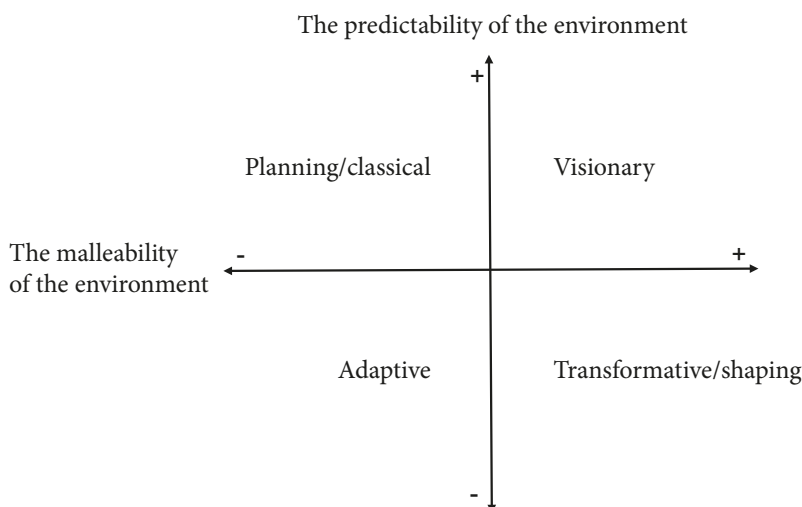 The predictability of the environment
+
Planning/classical
Visionary
The malleability
of the environment
-
+
Adaptive
Transformative/shaping
-